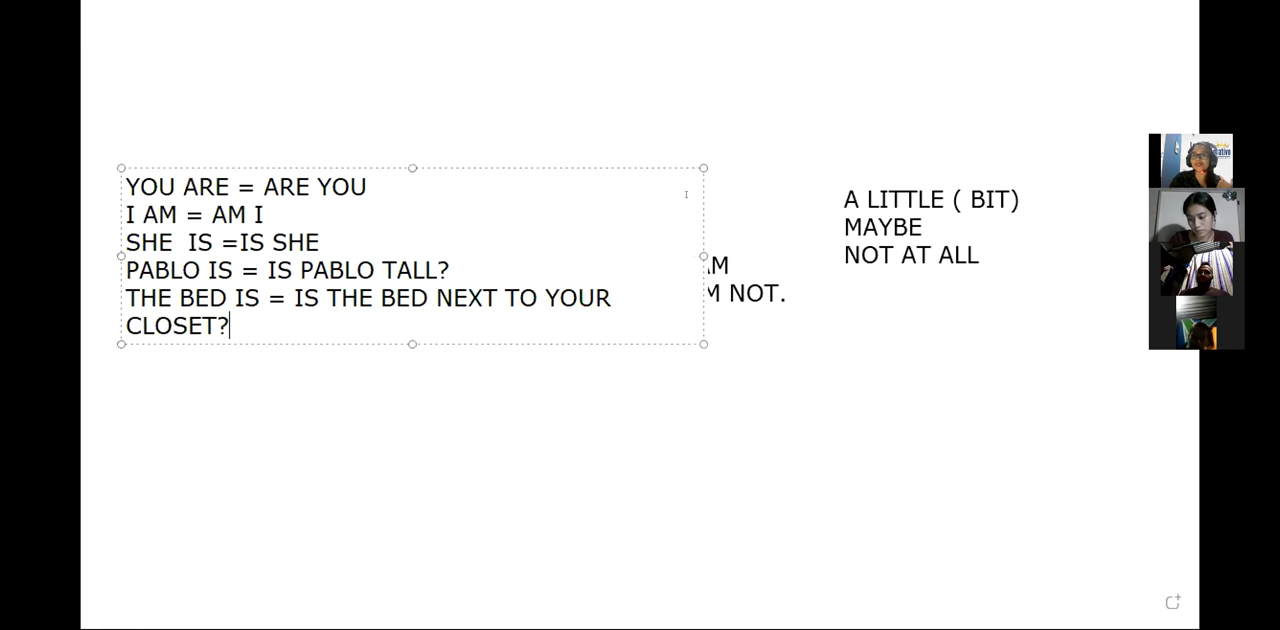 YOU ARE = ARE YOU
I AM = AM I
SHE  IS =IS SHE
PABLO IS = IS PABLO TALL?
THE BED IS = IS THE BED NEXT TO YOUR
CLOSET?
AM
M NOT.
A LITTLE ( BIT)
MAYBE
NOT AT ALL